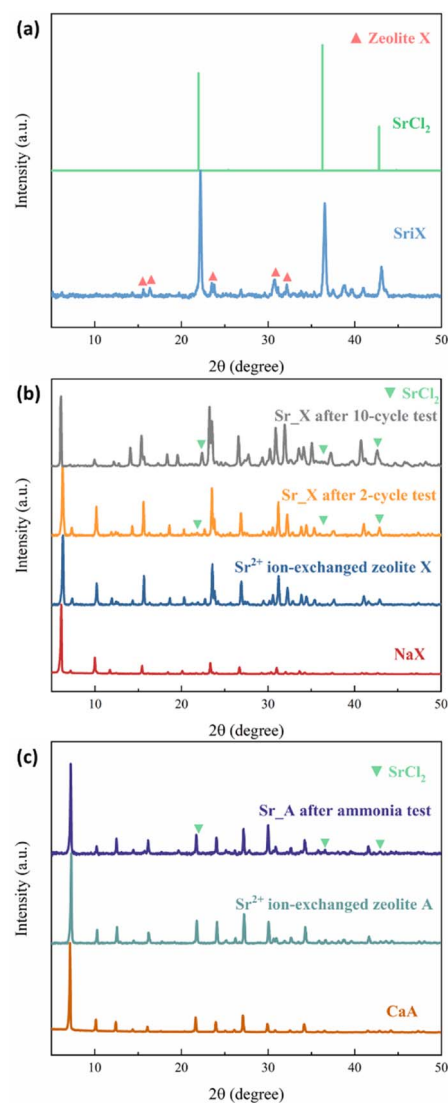 (a)
▲ Zeolite X
SrCl₂
SriX
Intensity (a.u.)
10 20 30 40 50
2θ (degree)
(b)
▼ SrCl₂
Sr_X after 10-cycle test
Sr_X after 2-cycle test
Sr²⁺ ion-exchanged zeolite X
NaX
Intensity (a.u.)
10 20 30 40 50
2θ (degree)
(c)
▼ SrCl₂
Sr_A after ammonia test
Sr²⁺ ion-exchanged zeolite A
CaA
Intensity (a.u.)
10 20 30 40 50
2θ (degree)